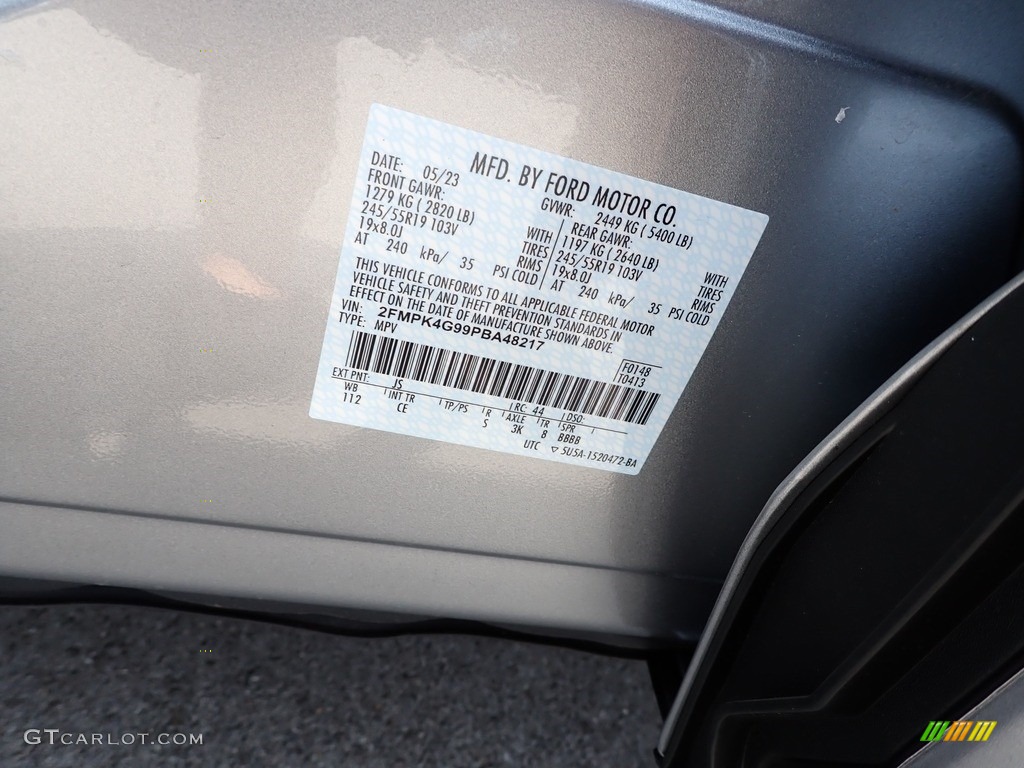 MFD. BY FORD MOTOR CO.
DATE: 05/23 GVWR: 2449 KG ( 5400 LB)
FRONT GAWR: REAR GAWR:
1279 KG ( 2820 LB) WITH 1197 KG ( 2640 LB) WITH
245/55R19 103V TIRES 245/55R19 103V TIRES
19x8.0J RIMS 19x8.0J RIMS
AT 240 kPa/ 35 PSI COLD AT 240 kPa/ 35 PSI COLD
THIS VEHICLE CONFORMS TO ALL APPLICABLE FEDERAL MOTOR
VEHICLE SAFETY AND THEFT PREVENTION STANDARDS IN
EFFECT ON THE DATE OF MANUFACTURE SHOWN ABOVE.
VIN: 2FMPK4G99PBA48217
TYPE: MPV
F0148
T0413
EXT PNT: JS RC: 44 DSO:
WB INT TR TP/PS R AXLE TR SPR
112 CE S 3K 8 BBBB
UTC ▽ 5U5A-1520472-BA
GTCARLOT.COM